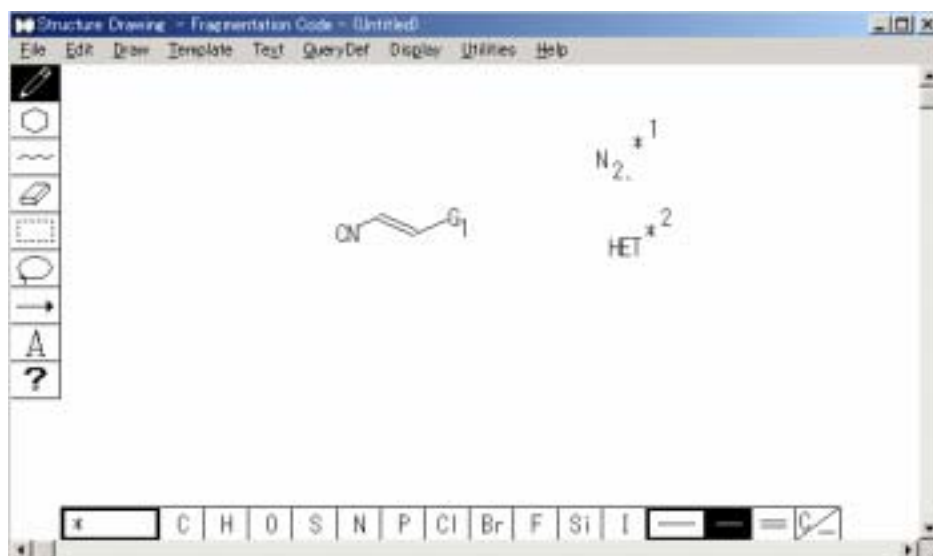 Structure Drawing - Fragmentation Code - (Untitled)
File Edit Draw Template Text QueryDef Display Utilities Help
N2. *1
CN G1
HET *2
A
?
* C H O S N P Cl Br F Si I C